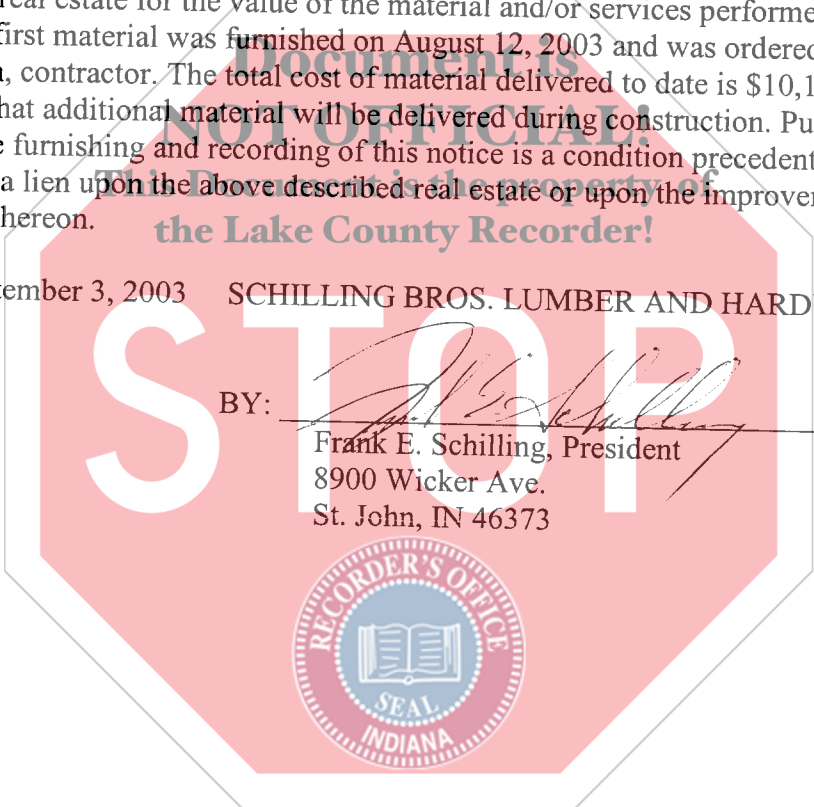 real estate for the value of the material and/or services performe
first material was furnished on August 12, 2003 and was ordered
, contractor. The total cost of material delivered to date is $10,1
hat additional material will be delivered during construction. Pu
furnishing and recording of this notice is a condition precedent
a lien upon the above described real estate or upon the improve
hereon.
Document is
NOT OFFICIAL!
This Document is the property of
the Lake County Recorder!
tember 3, 2003 SCHILLING BROS. LUMBER AND HARD
STOP
BY:
Frank E. Schilling, President
8900 Wicker Ave.
St. John, IN 46373
RECORDER'S OFFICE
SEAL
INDIANA